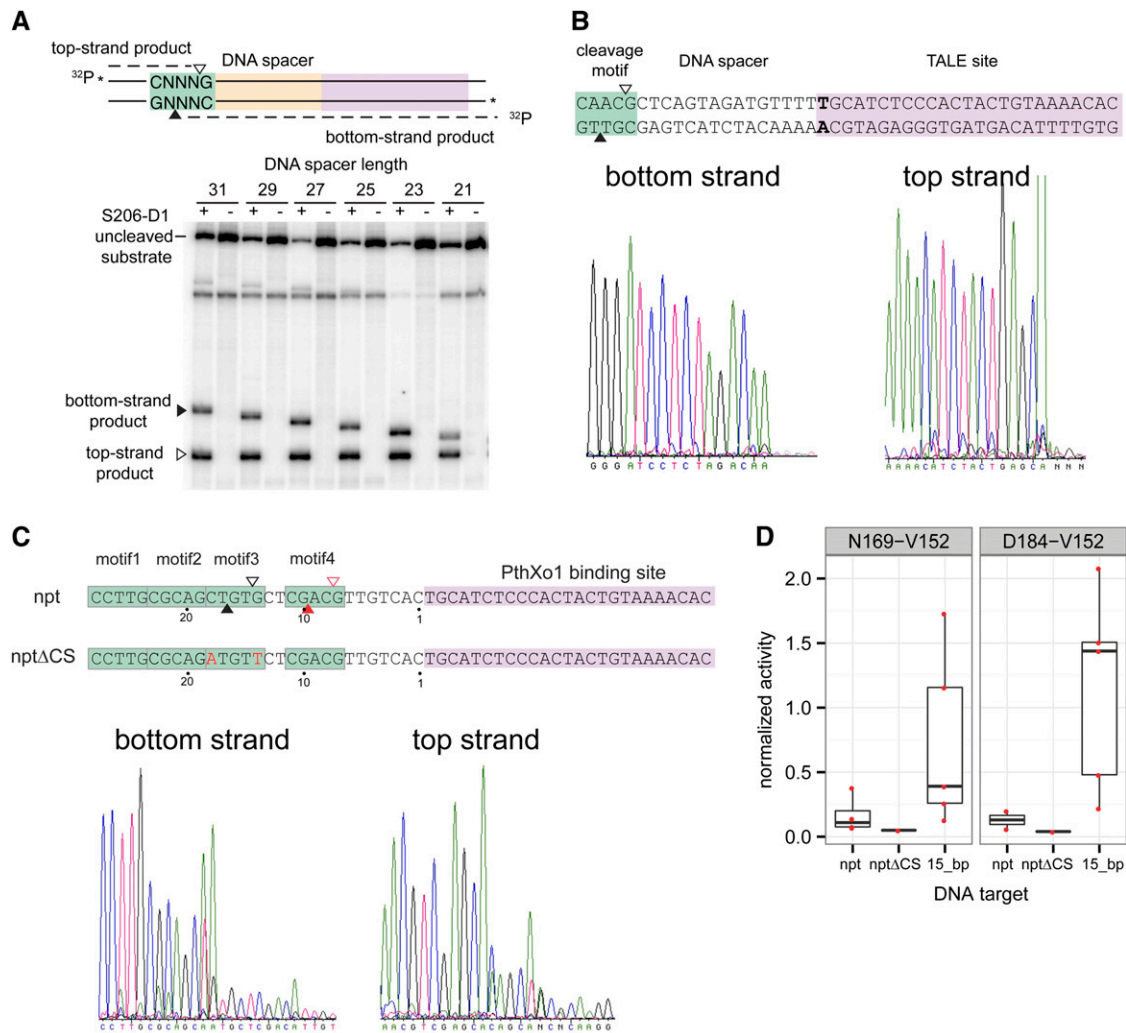 A
top-strand product
DNA spacer
32P *
CNNNG
GNNNC
*
32P
bottom-strand product
DNA spacer length
31 29 27 25 23 21
S206-D1 + - + - + - + - + - + -
uncleaved substrate
bottom-strand product
top-strand product
B
cleavage motif
DNA spacer
TALE site
CAACGCTCAGTAGATGTTTTTGCATCTCCCACTACTGTAAAACAC
GTTGCGAGTCATCTACAAAAACGTAGAGGGTGATGACATTTTGTG
bottom strand
top strand
G G G G A T C C T C T A G A C A A
A A A A C A T C T A C T G A G C A N N N
C
motif1 motif2 motif3 motif4
PthXo1 binding site
npt
CCTTGCGCAGCTGTGCTCGACGTTGTCACTGCATCTCCCACTACTGTAAAACAC
20 10 1
nptΔCS
CCTTGCGCAGATGTTCTCGACGTTGTCACTGCATCTCCCACTACTGTAAAACAC
20 10 1
bottom strand
top strand
C C T T G C G C A G C A A T G C T C G A C A T T G T
A A C G T C G A G C A C A G C A N C N C A A G G
D
N169-V152
D184-V152
normalized activity
2.0
1.5
1.0
0.5
0.0
npt nptΔCS 15_bp
npt nptΔCS 15_bp
DNA target